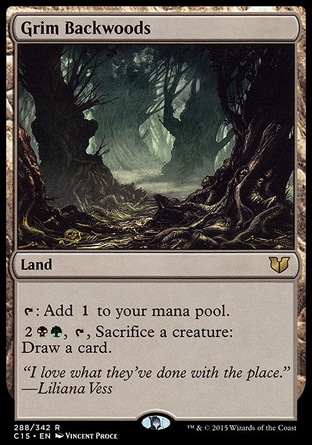 Grim Backwoods
Land
: Add 1 to your mana pool.
2, , Sacrifice a creature:
Draw a card.
"I love what they've done with the place."
—Liliana Vess
288/342 R
C15 • EN Vincent Proce
™ & © 2015 Wizards of the Coast